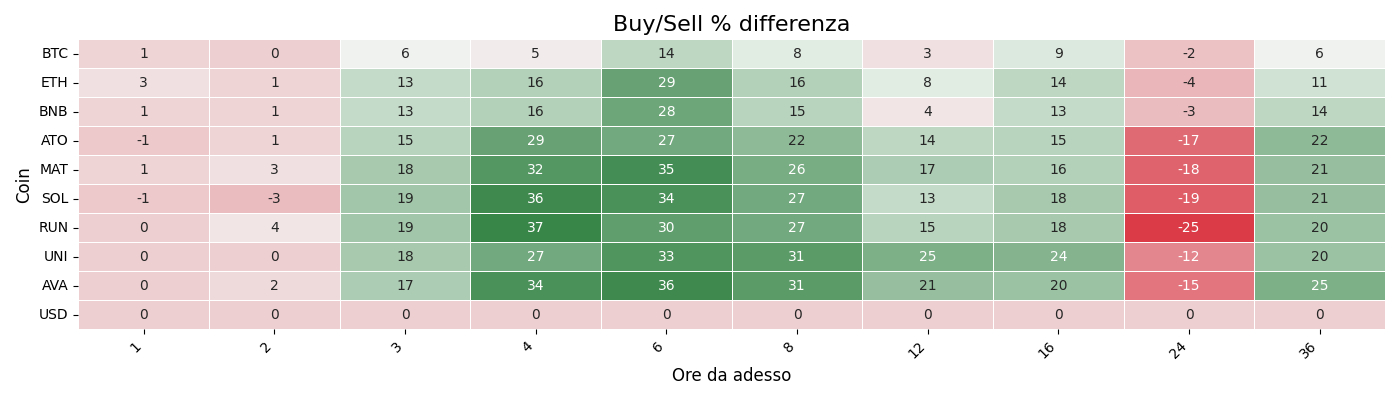 Buy/Sell % differenza
Coin
BTC 1 0 6 5 14 8 3 9 -2 6
ETH 3 1 13 16 29 16 8 14 -4 11
BNB 1 1 13 16 28 15 4 13 -3 14
ATO -1 1 15 29 27 22 14 15 -17 22
MAT 1 3 18 32 35 26 17 16 -18 21
SOL -1 -3 19 36 34 27 13 18 -19 21
RUN 0 4 19 37 30 27 15 18 -25 20
UNI 0 0 18 27 33 31 25 24 -12 20
AVA 0 2 17 34 36 31 21 20 -15 25
USD 0 0 0 0 0 0 0 0 0 0
1 2 3 4 6 8 12 16 24 36
Ore da adesso